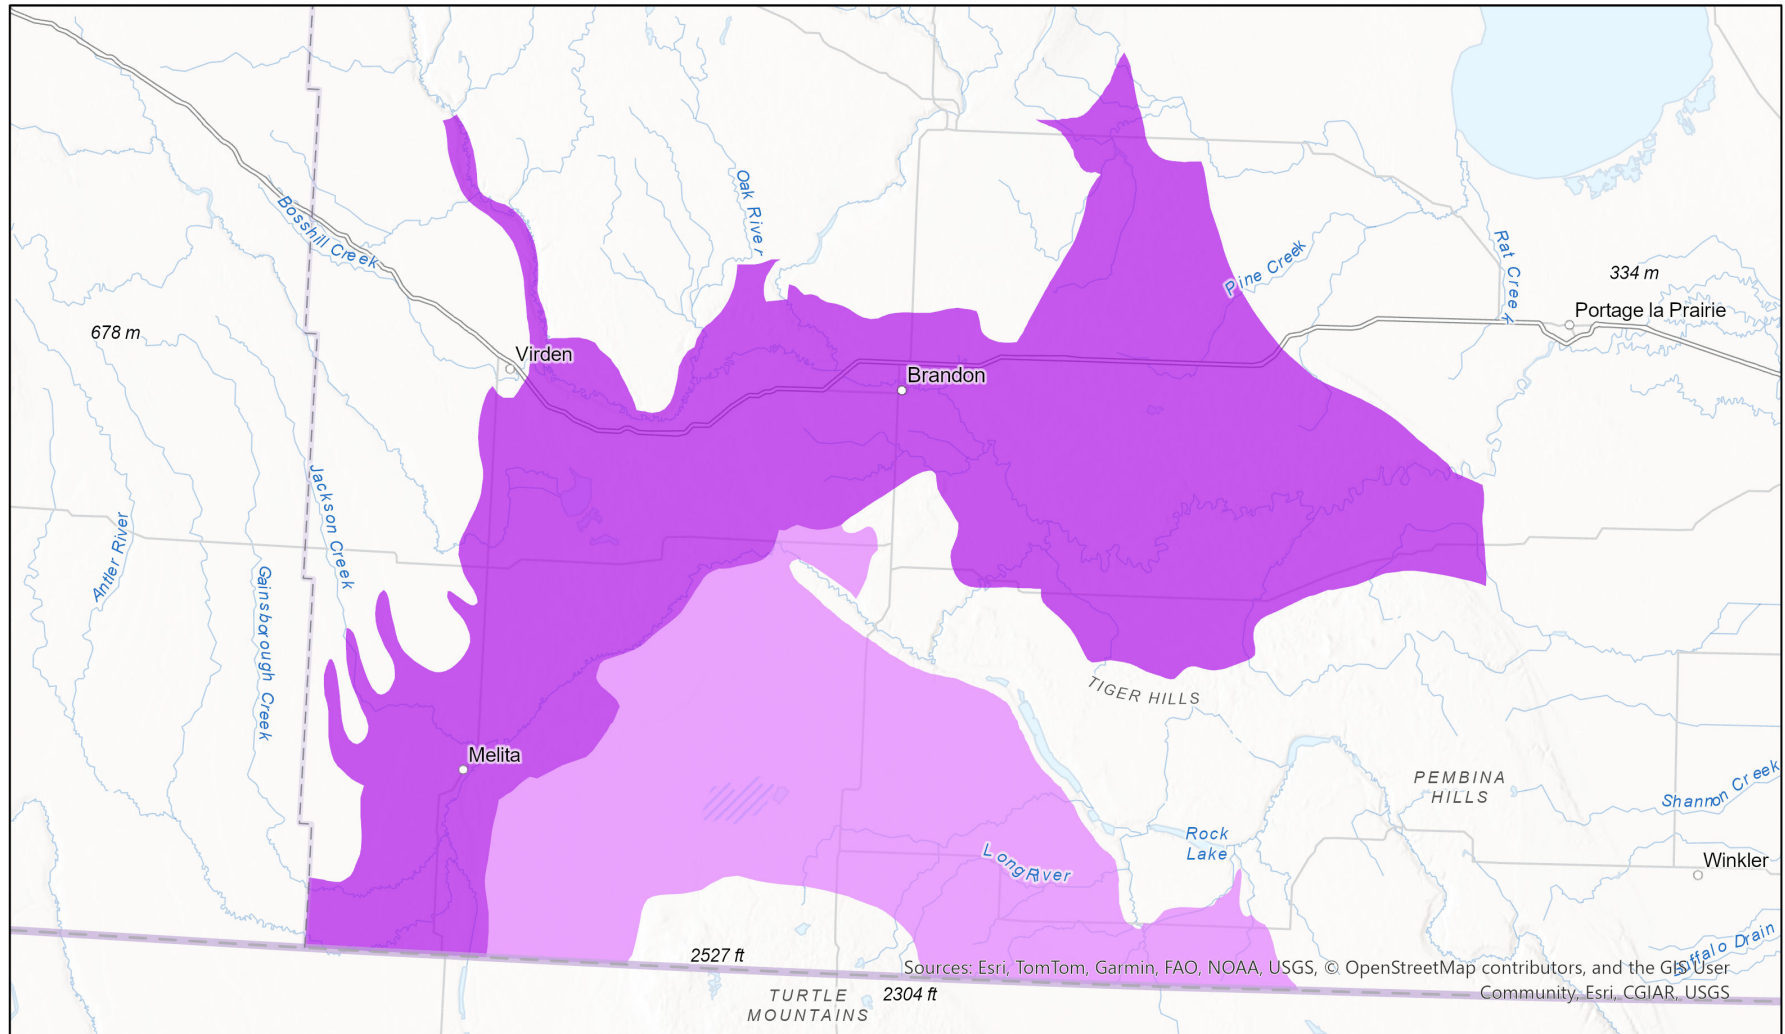 Oak River
Bosshill Creek
Pine Creek
Rat Creek
334 m
Portage la Prairie
678 m
Virden
Brandon
Jackson Creek
Antler River
Gainsborough Creek
TIGER HILLS
Melita
PEMBINA
HILLS
Shannon Creek
Rock
Lake
Long River
Winkler
Buffalo Drain
2527 ft
2304 ft
TURTLE
MOUNTAINS
Sources: Esri, TomTom, Garmin, FAO, NOAA, USGS, © OpenStreetMap contributors, and the GIS User
Community, Esri, CGIAR, USGS